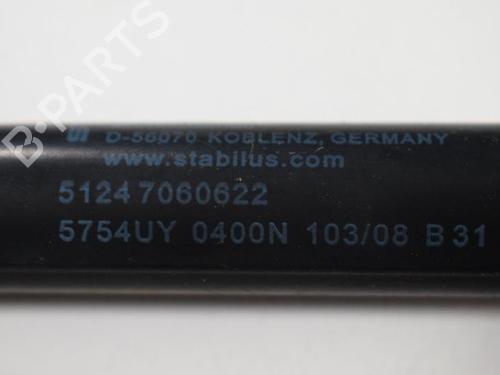 D-56070 KOBLENZ, GERMANY
www.stabilus.com
51247060622
5754UY 0400N 103/08 B31
B-PARTS